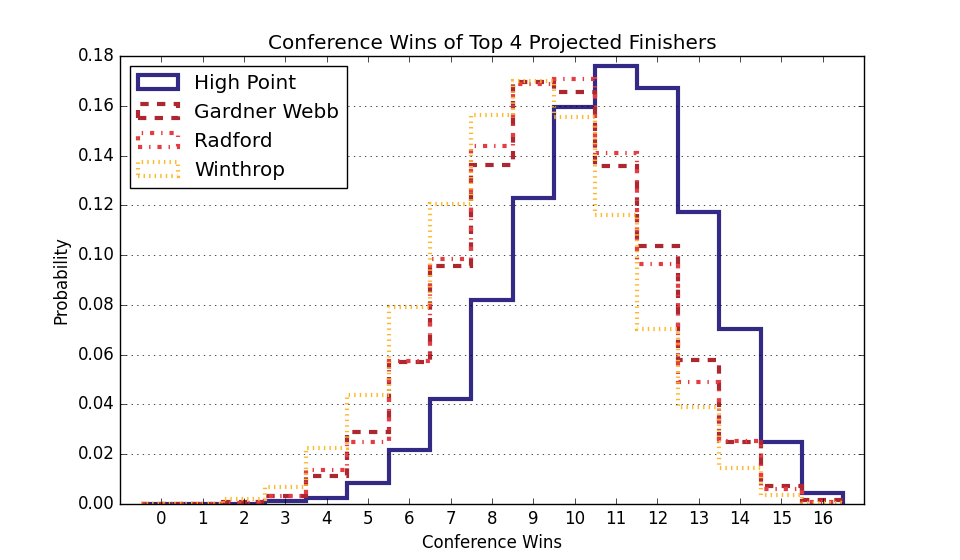 Conference Wins of Top 4 Projected Finishers
High Point
Gardner Webb
Radford
Winthrop
0.18
0.16
0.14
0.12
0.10
0.08
0.06
0.04
0.02
0.00
Probability
0 1 2 3 4 5 6 7 8 9 10 11 12 13 14 15 16
Conference Wins